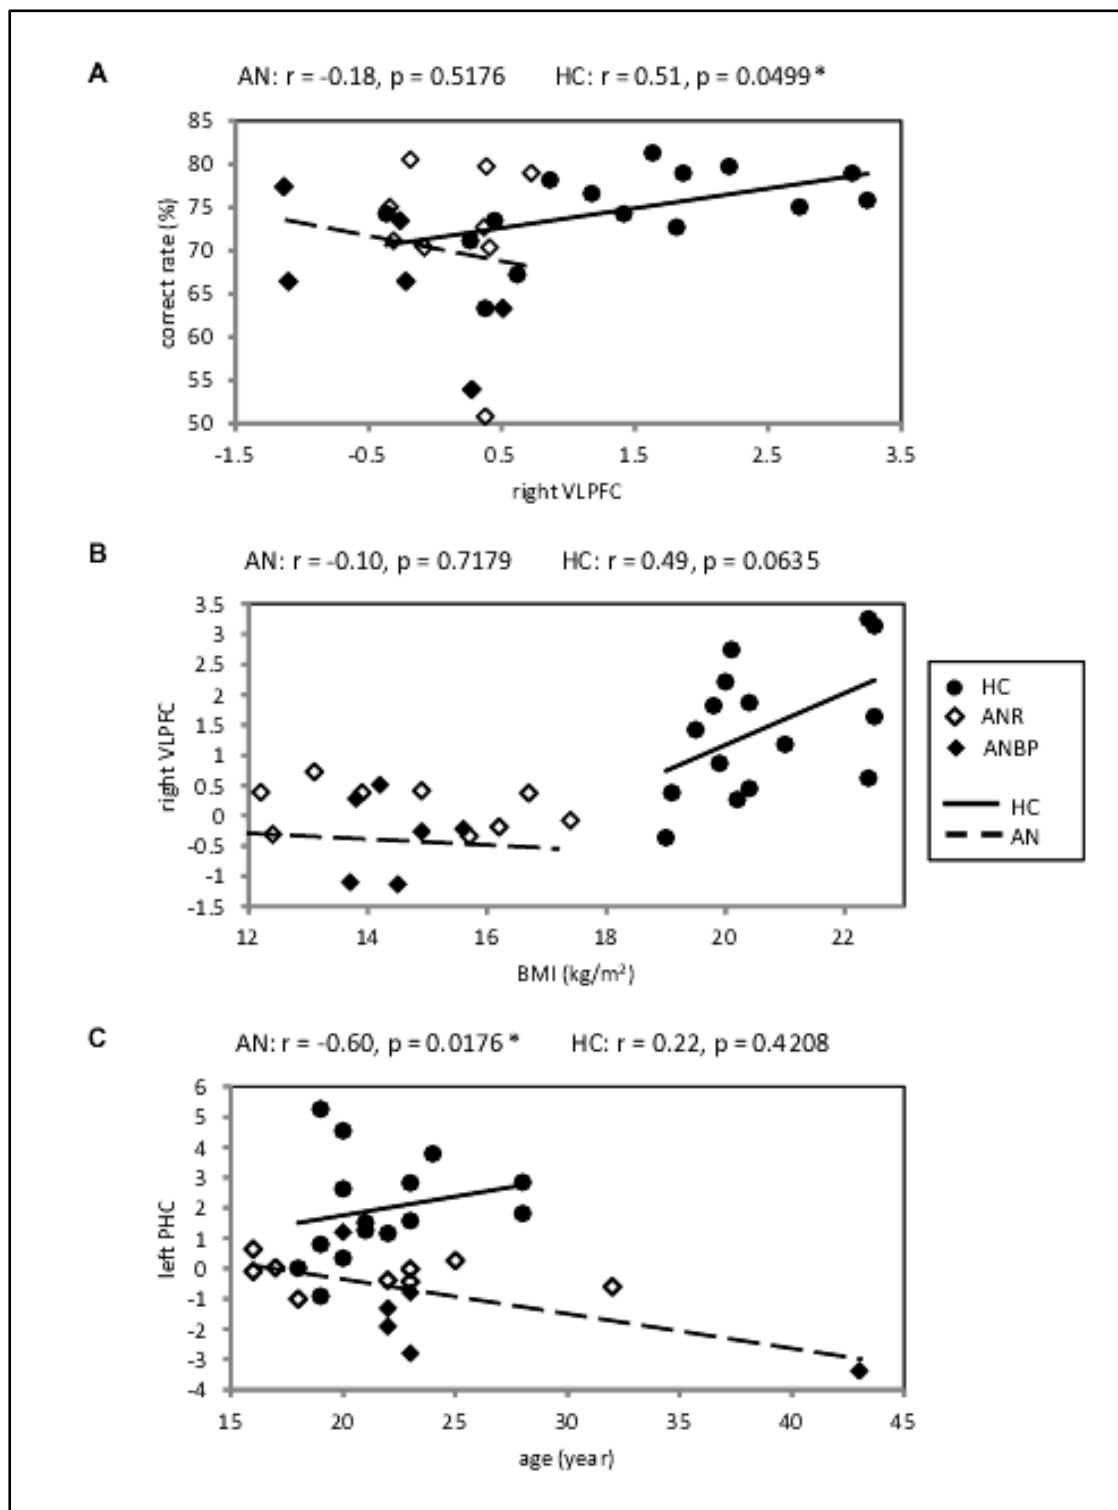 A
AN: r = -0.18, p = 0.5176 HC: r = 0.51, p = 0.0499 *
85
80
75
70
65
60
55
50
correct rate (%)
-1.5 -0.5 0.5 1.5 2.5 3.5
right VLPFC
B
AN: r = -0.10, p = 0.7179 HC: r = 0.49, p = 0.0635
3.5
3
2.5
2
1.5
1
0.5
0
-0.5
-1
-1.5
right VLPFC
12 14 16 18 20 22
BMI (kg/m²)
HC
ANR
ANBP
HC
AN
C
AN: r = -0.60, p = 0.0176 * HC: r = 0.22, p = 0.4208
6
5
4
3
2
1
0
-1
-2
-3
-4
left PHC
15 20 25 30 35 40 45
age (year)